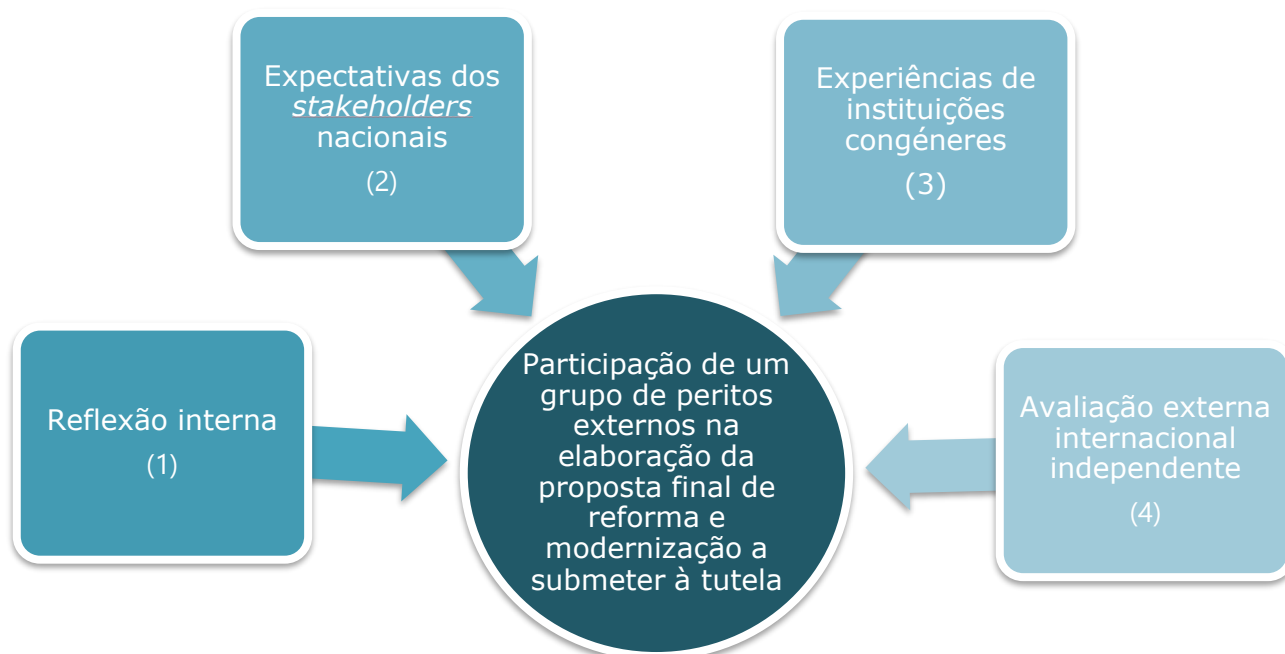 Expectativas dos
stakeholders
nacionais
(2)
Experiências de
instituições
congéneres
(3)
Reflexão interna
(1)
Participação de um
grupo de peritos
externos na
elaboração da
proposta final de
reforma e
modernização a
submeter à tutela
Avaliação externa
internacional
independente
(4)